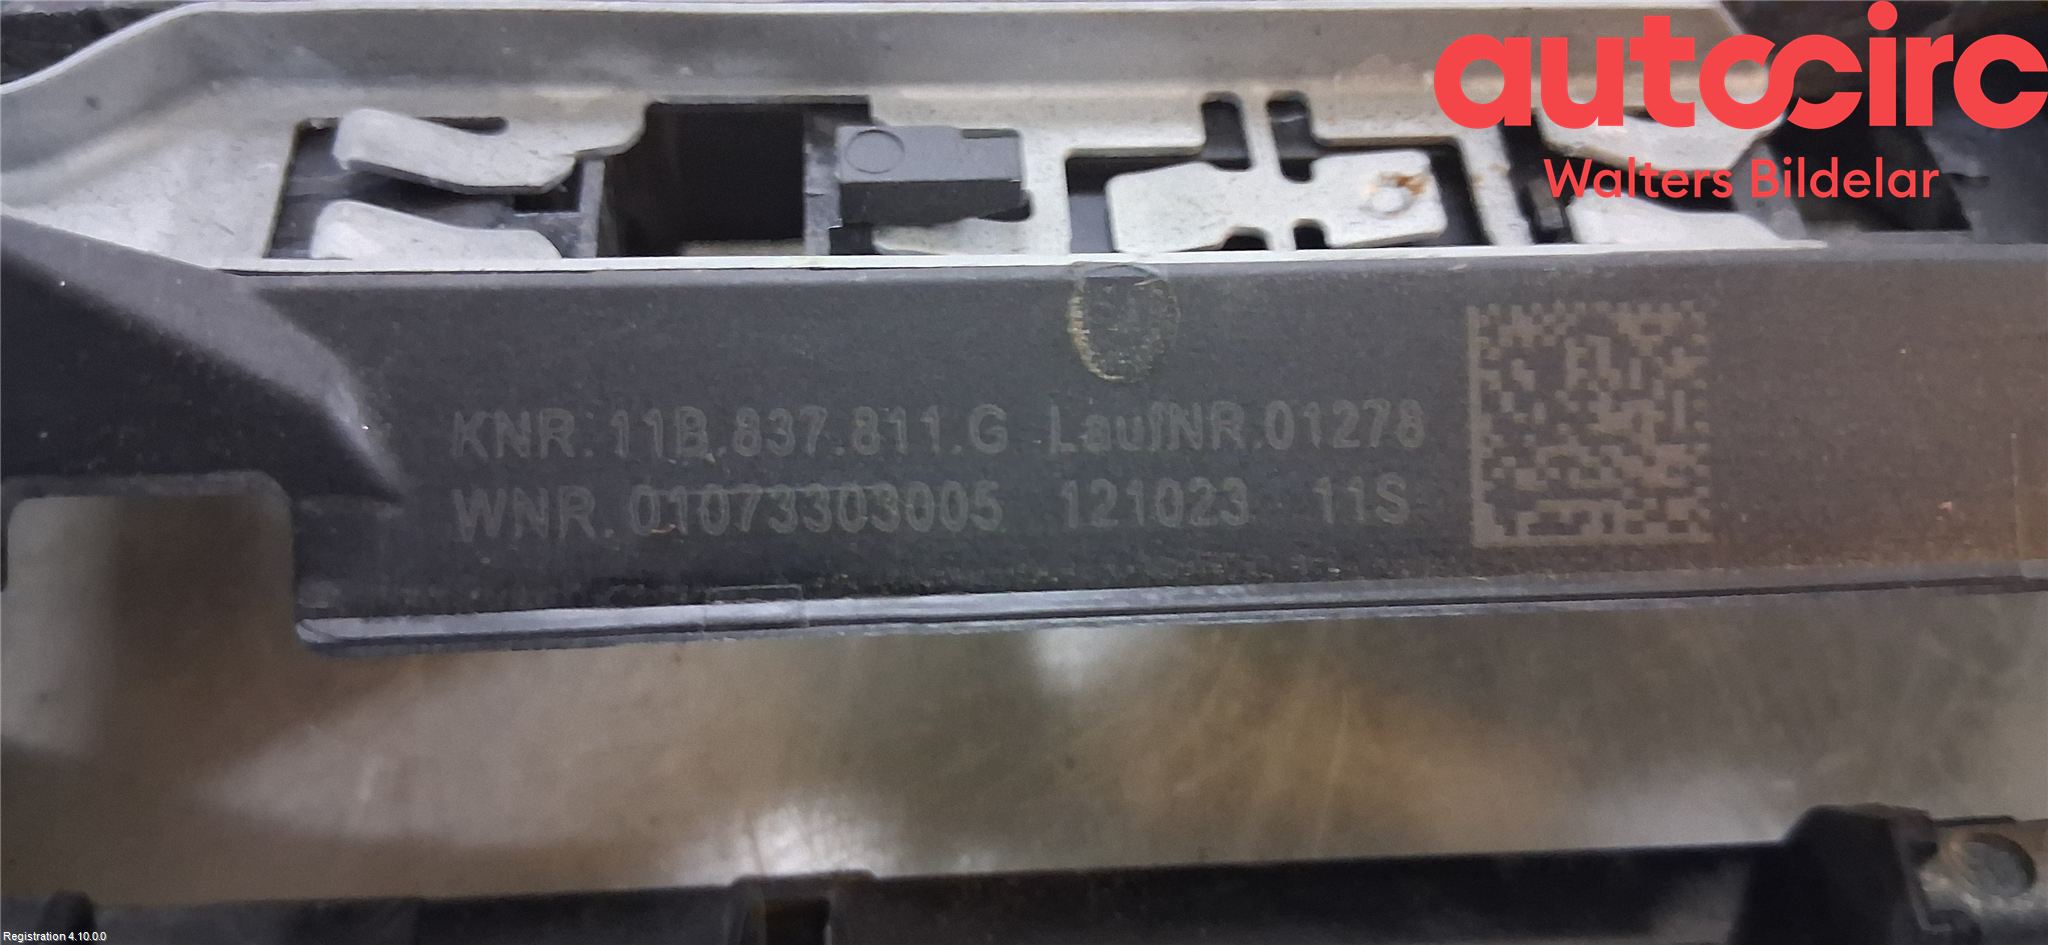 autocirc
Walters Bildelar
KNR.11B.837.811.G LaufNR.01278
WNR.01073303005 121023 11S
Registration 4.10.0.0